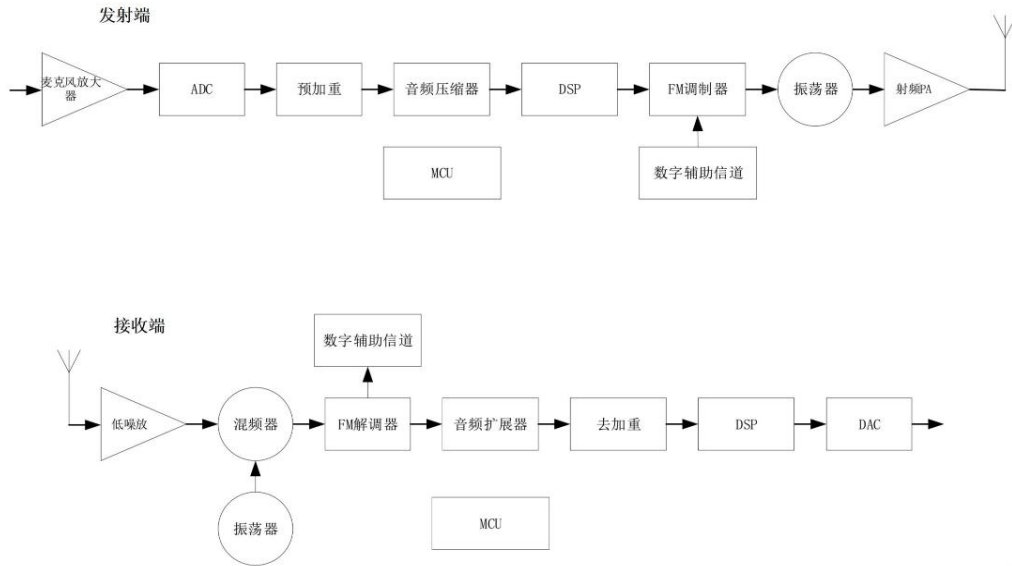 发射端
麦克风放大
器
ADC
预加重
音频压缩器
DSP
FM调制器
振荡器
射频PA
MCU
数字辅助信道
接收端
数字辅助信道
低噪放
混频器
FM解调器
音频扩展器
去加重
DSP
DAC
振荡器
MCU